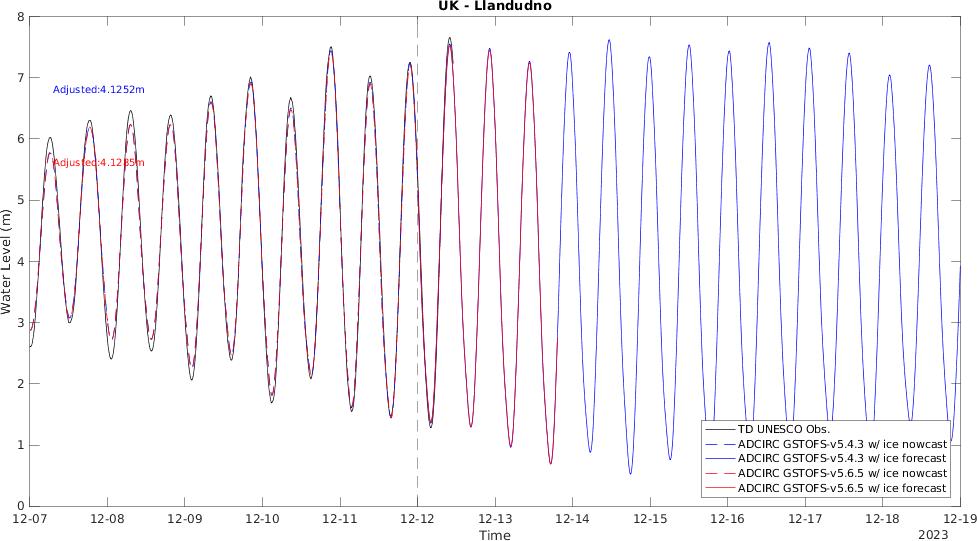 UK - Llandudno
8
7
6
5
4
3
2
1
0
Water Level (m)
Adjusted:4.1252m
Adjusted:4.1285m
TD UNESCO Obs.
ADCIRC GSTOFS-v5.4.3 w/ ice nowcast
ADCIRC GSTOFS-v5.4.3 w/ ice forecast
ADCIRC GSTOFS-v5.6.5 w/ ice nowcast
ADCIRC GSTOFS-v5.6.5 w/ ice forecast
12-07 12-08 12-09 12-10 12-11 12-12 12-13 12-14 12-15 12-16 12-17 12-18 12-19
Time
2023